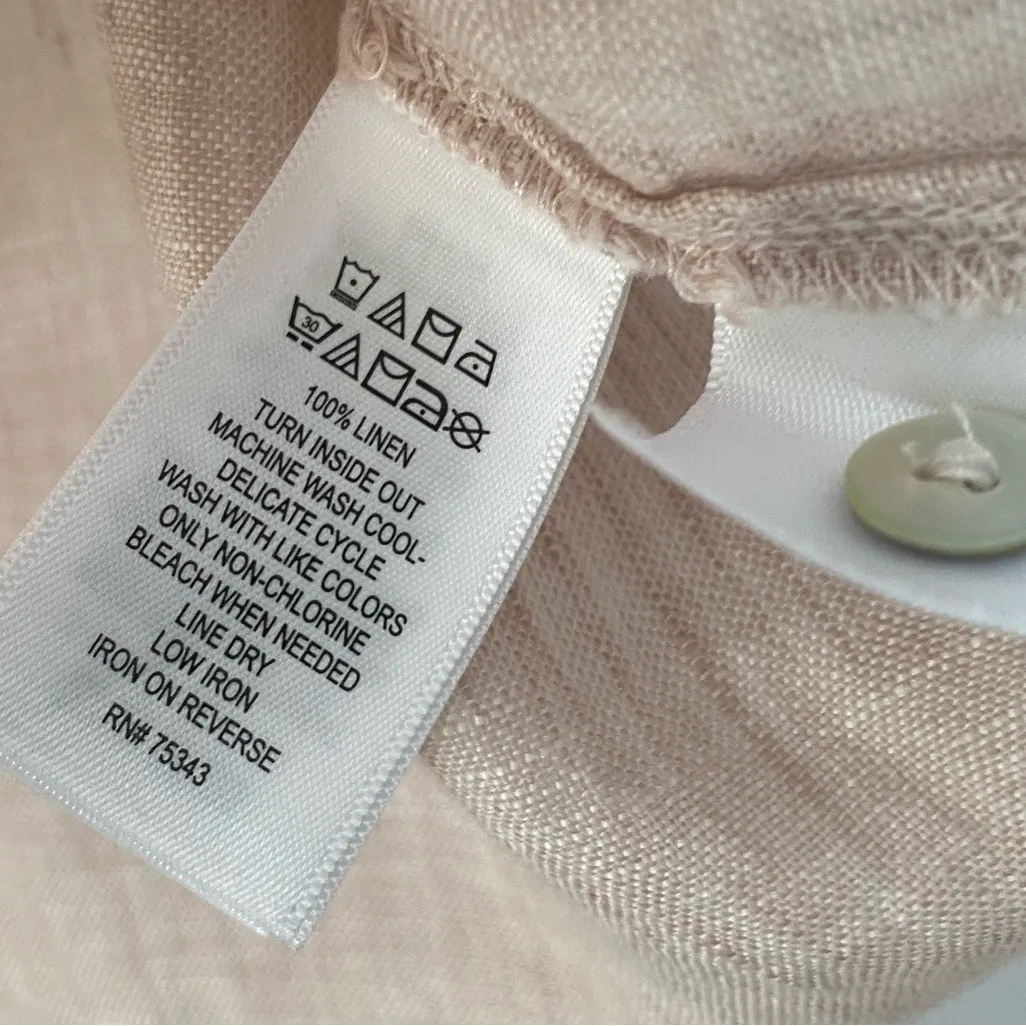 30
100% LINEN
TURN INSIDE OUT
MACHINE WASH COOL-
DELICATE CYCLE
WASH WITH LIKE COLORS
ONLY NON-CHLORINE
BLEACH WHEN NEEDED
LINE DRY
LOW IRON
IRON ON REVERSE
RN# 75343